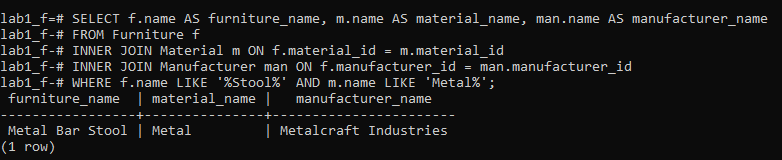 lab1_f=# SELECT f.name AS furniture_name, m.name AS material_name, man.name AS manufacturer_name
lab1_f-# FROM Furniture f
lab1_f-# INNER JOIN Material m ON f.material_id = m.material_id
lab1_f-# INNER JOIN Manufacturer man ON f.manufacturer_id = man.manufacturer_id
lab1_f-# WHERE f.name LIKE '%Stool%' AND m.name LIKE 'Metal%';
 furniture_name  | material_name |   manufacturer_name
-----------------+---------------+-----------------------
 Metal Bar Stool | Metal         | Metalcraft Industries
(1 row)